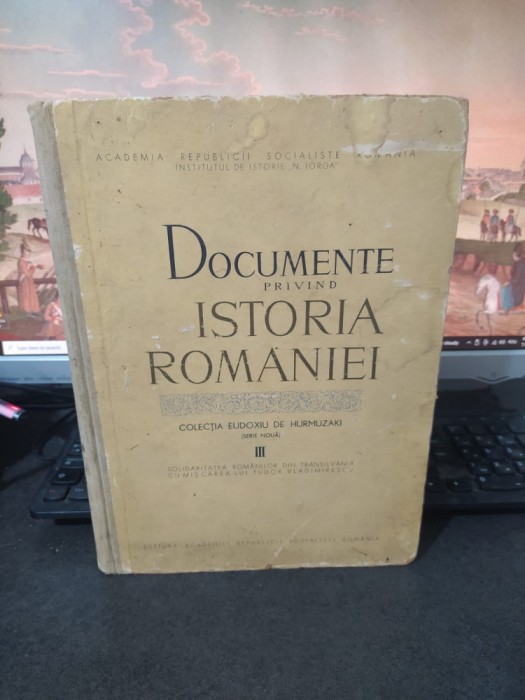 ACADEMIA REPUBLICII SOCIALISTE ROMÂNIA
INSTITUTUL DE ISTORIE „N. IORGA”
DOCUMENTE
PRIVIND
ISTORIA
ROMÂNIEI
COLECȚIA EUDOXIU DE HURMUZAKI
(SERIE NOUĂ)
III
SOLIDARITATEA ROMÂNILOR DIN TRANSILVANIA
CU MIȘCAREA LUI TUDOR VLADIMIRESCU
EDITURA ACADEMIEI REPUBLICII SOCIALISTE ROMÂNIA